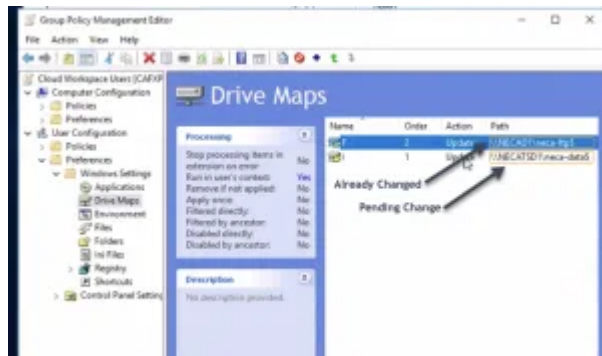 Group Policy Management Editor
File Action View Help
Cloud Workspace Users
Computer Configuration
Policies
Preferences
User Configuration
Policies
Preferences
Windows Settings
Applications
Drive Maps
Environment
Files
Folders
Ini Files
Registry
Shortcuts
Control Panel Setting
Drive Maps
Processing
Stop processing items in
extension on error No
Run in user's context: Yes
Remove if not applied: No
Apply once: No
Filtered directly: No
Filtered by ancestor: No
Disabled directly: No
Disabled by ancestor: No
Description
No description provided.
Name Order Action Path
2 Update
1 Update
Already Changed
Pending Change